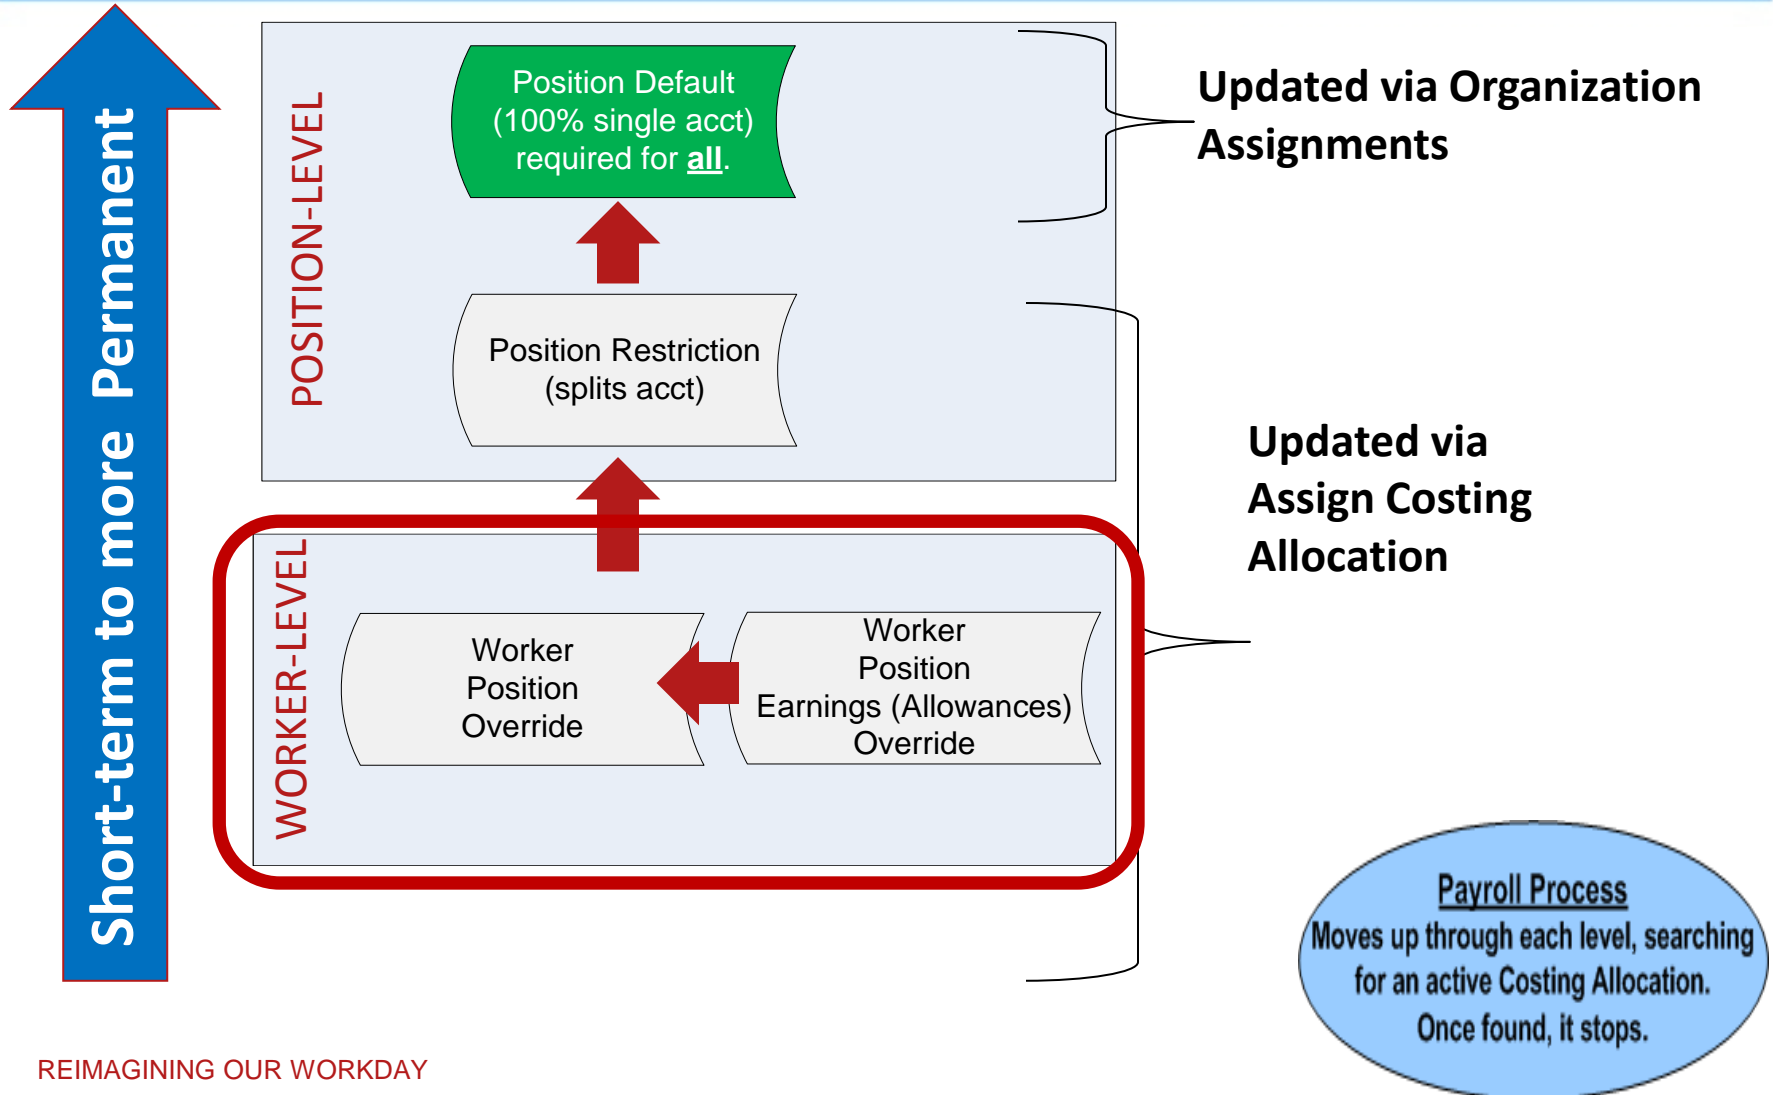 Short-term to more Permanent
POSITION-LEVEL
Position Default
(100% single acct)
required for all.
Updated via Organization
Assignments
Position Restriction
(splits acct)
Updated via
Assign Costing
Allocation
WORKER-LEVEL
Worker
Position
Override
Worker
Position
Earnings (Allowances)
Override
Payroll Process
Moves up through each level, searching
for an active Costing Allocation.
Once found, it stops.
REIMAGINING OUR WORKDAY